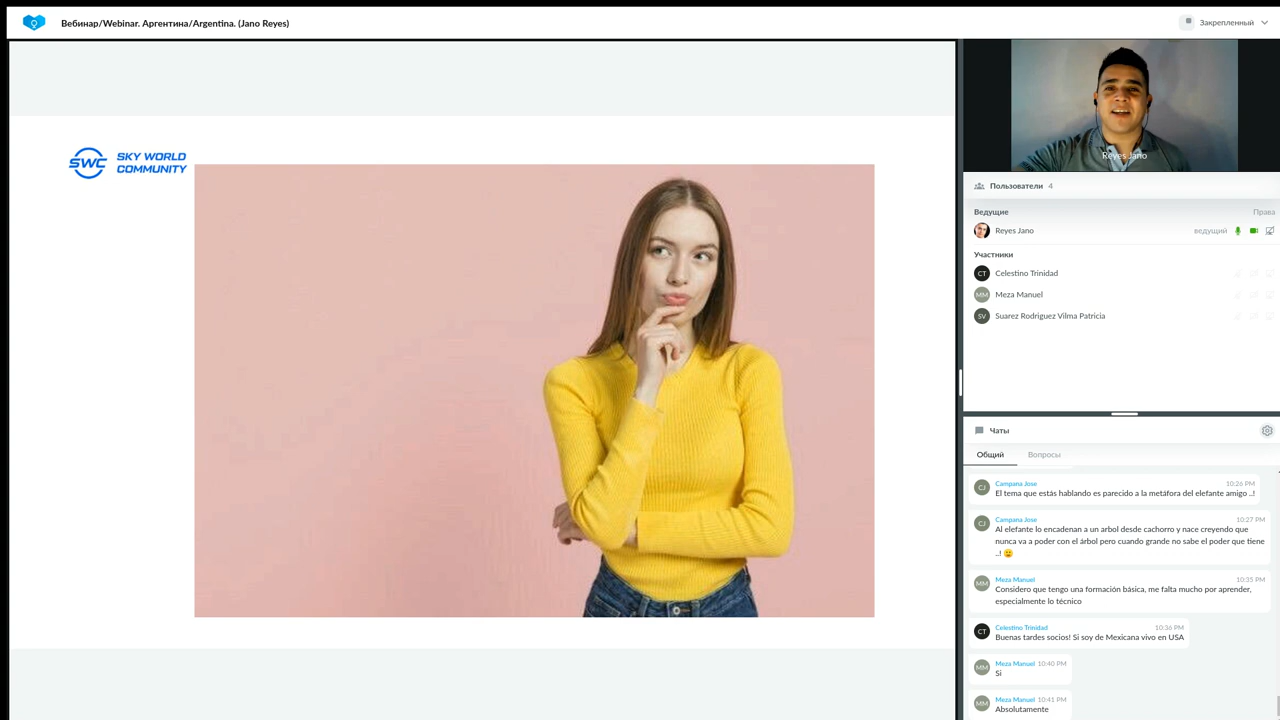 Вебинар/Webinar. Аргентина/Argentina. (Jano Reyes)
Закрепленный
SWC
SKY WORLD
COMMUNITY
Reyes Jano
Пользователи 4
Ведущие Права
Reyes Jano ведущий
Участники
CT Celestino Trinidad
MM Meza Manuel
SV Suarez Rodriguez Vilma Patricia
Чаты
Общий Вопросы
CJ Campana Jose 10:26 PM
El tema que estás hablando es parecido a la metáfora del elefante amigo ..!
CJ Campana Jose 10:27 PM
Al elefante lo encadenan a un arbol desde cachorro y nace creyendo que
nunca va a poder con el árbol pero cuando grande no sabe el poder que tiene
..! 🙂
MM Meza Manuel 10:35 PM
Considero que tengo una formación básica, me falta mucho por aprender,
especialmente lo técnico
CT Celestino Trinidad 10:36 PM
Buenas tardes socios! Si soy de Mexicana vivo en USA
MM Meza Manuel 10:40 PM
Si
MM Meza Manuel 10:41 PM
Absolutamente